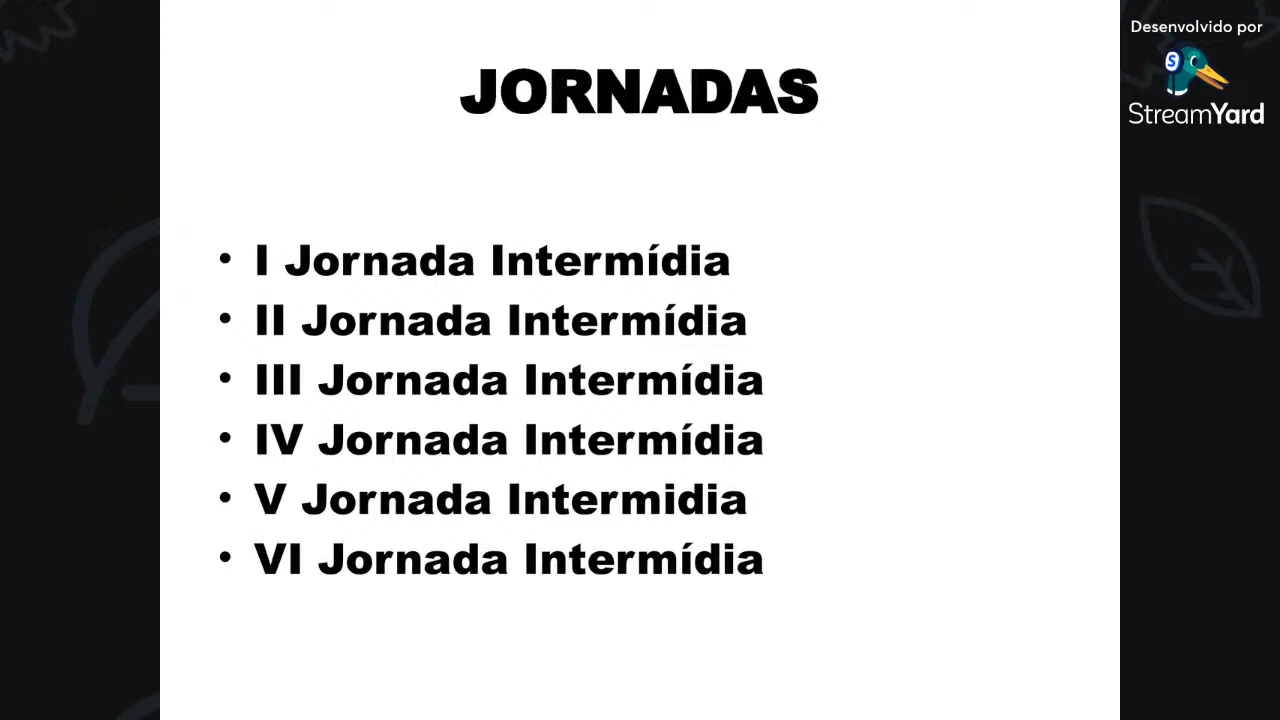 Desenvolvido por
S
StreamYard
JORNADAS
• I Jornada Intermídia
• II Jornada Intermídia
• III Jornada Intermídia
• IV Jornada Intermídia
• V Jornada Intermidia
• VI Jornada Intermídia